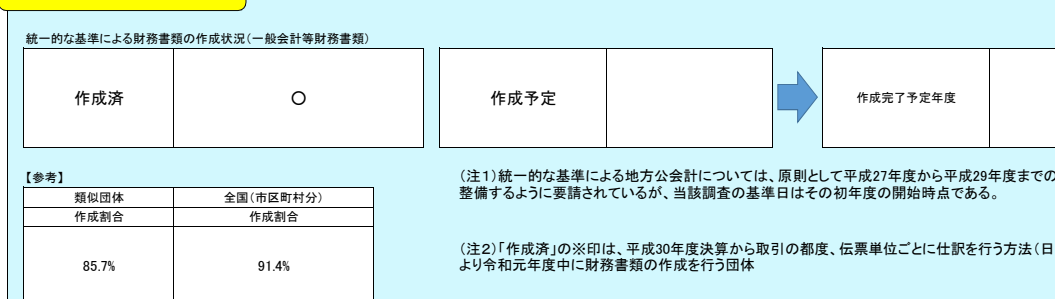 統一的な基準による財務書類の作成状況（一般会計等財務書類）
作成済
○
作成予定
作成完了予定年度
【参考】
類似団体
全国（市区町村分）
作成割合
作成割合
85.7%
91.4%
（注１）統一的な基準による地方公会計については、原則として平成27年度から平成29年度までの
整備するように要請されているが、当該調査の基準日はその初年度の開始時点である。
（注２）「作成済」の※印は、平成30年度決算から取引の都度、伝票単位ごとに仕訳を行う方法（日
より令和元年度中に財務書類の作成を行う団体